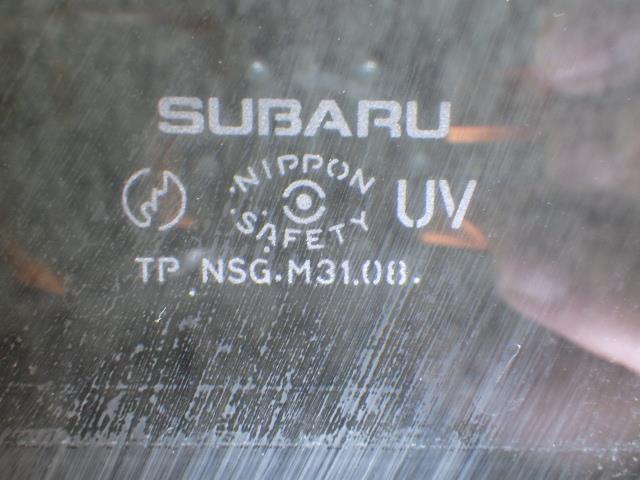 SUBARU
NIPPON SAFETY
UV
TP NSG.M31.08.